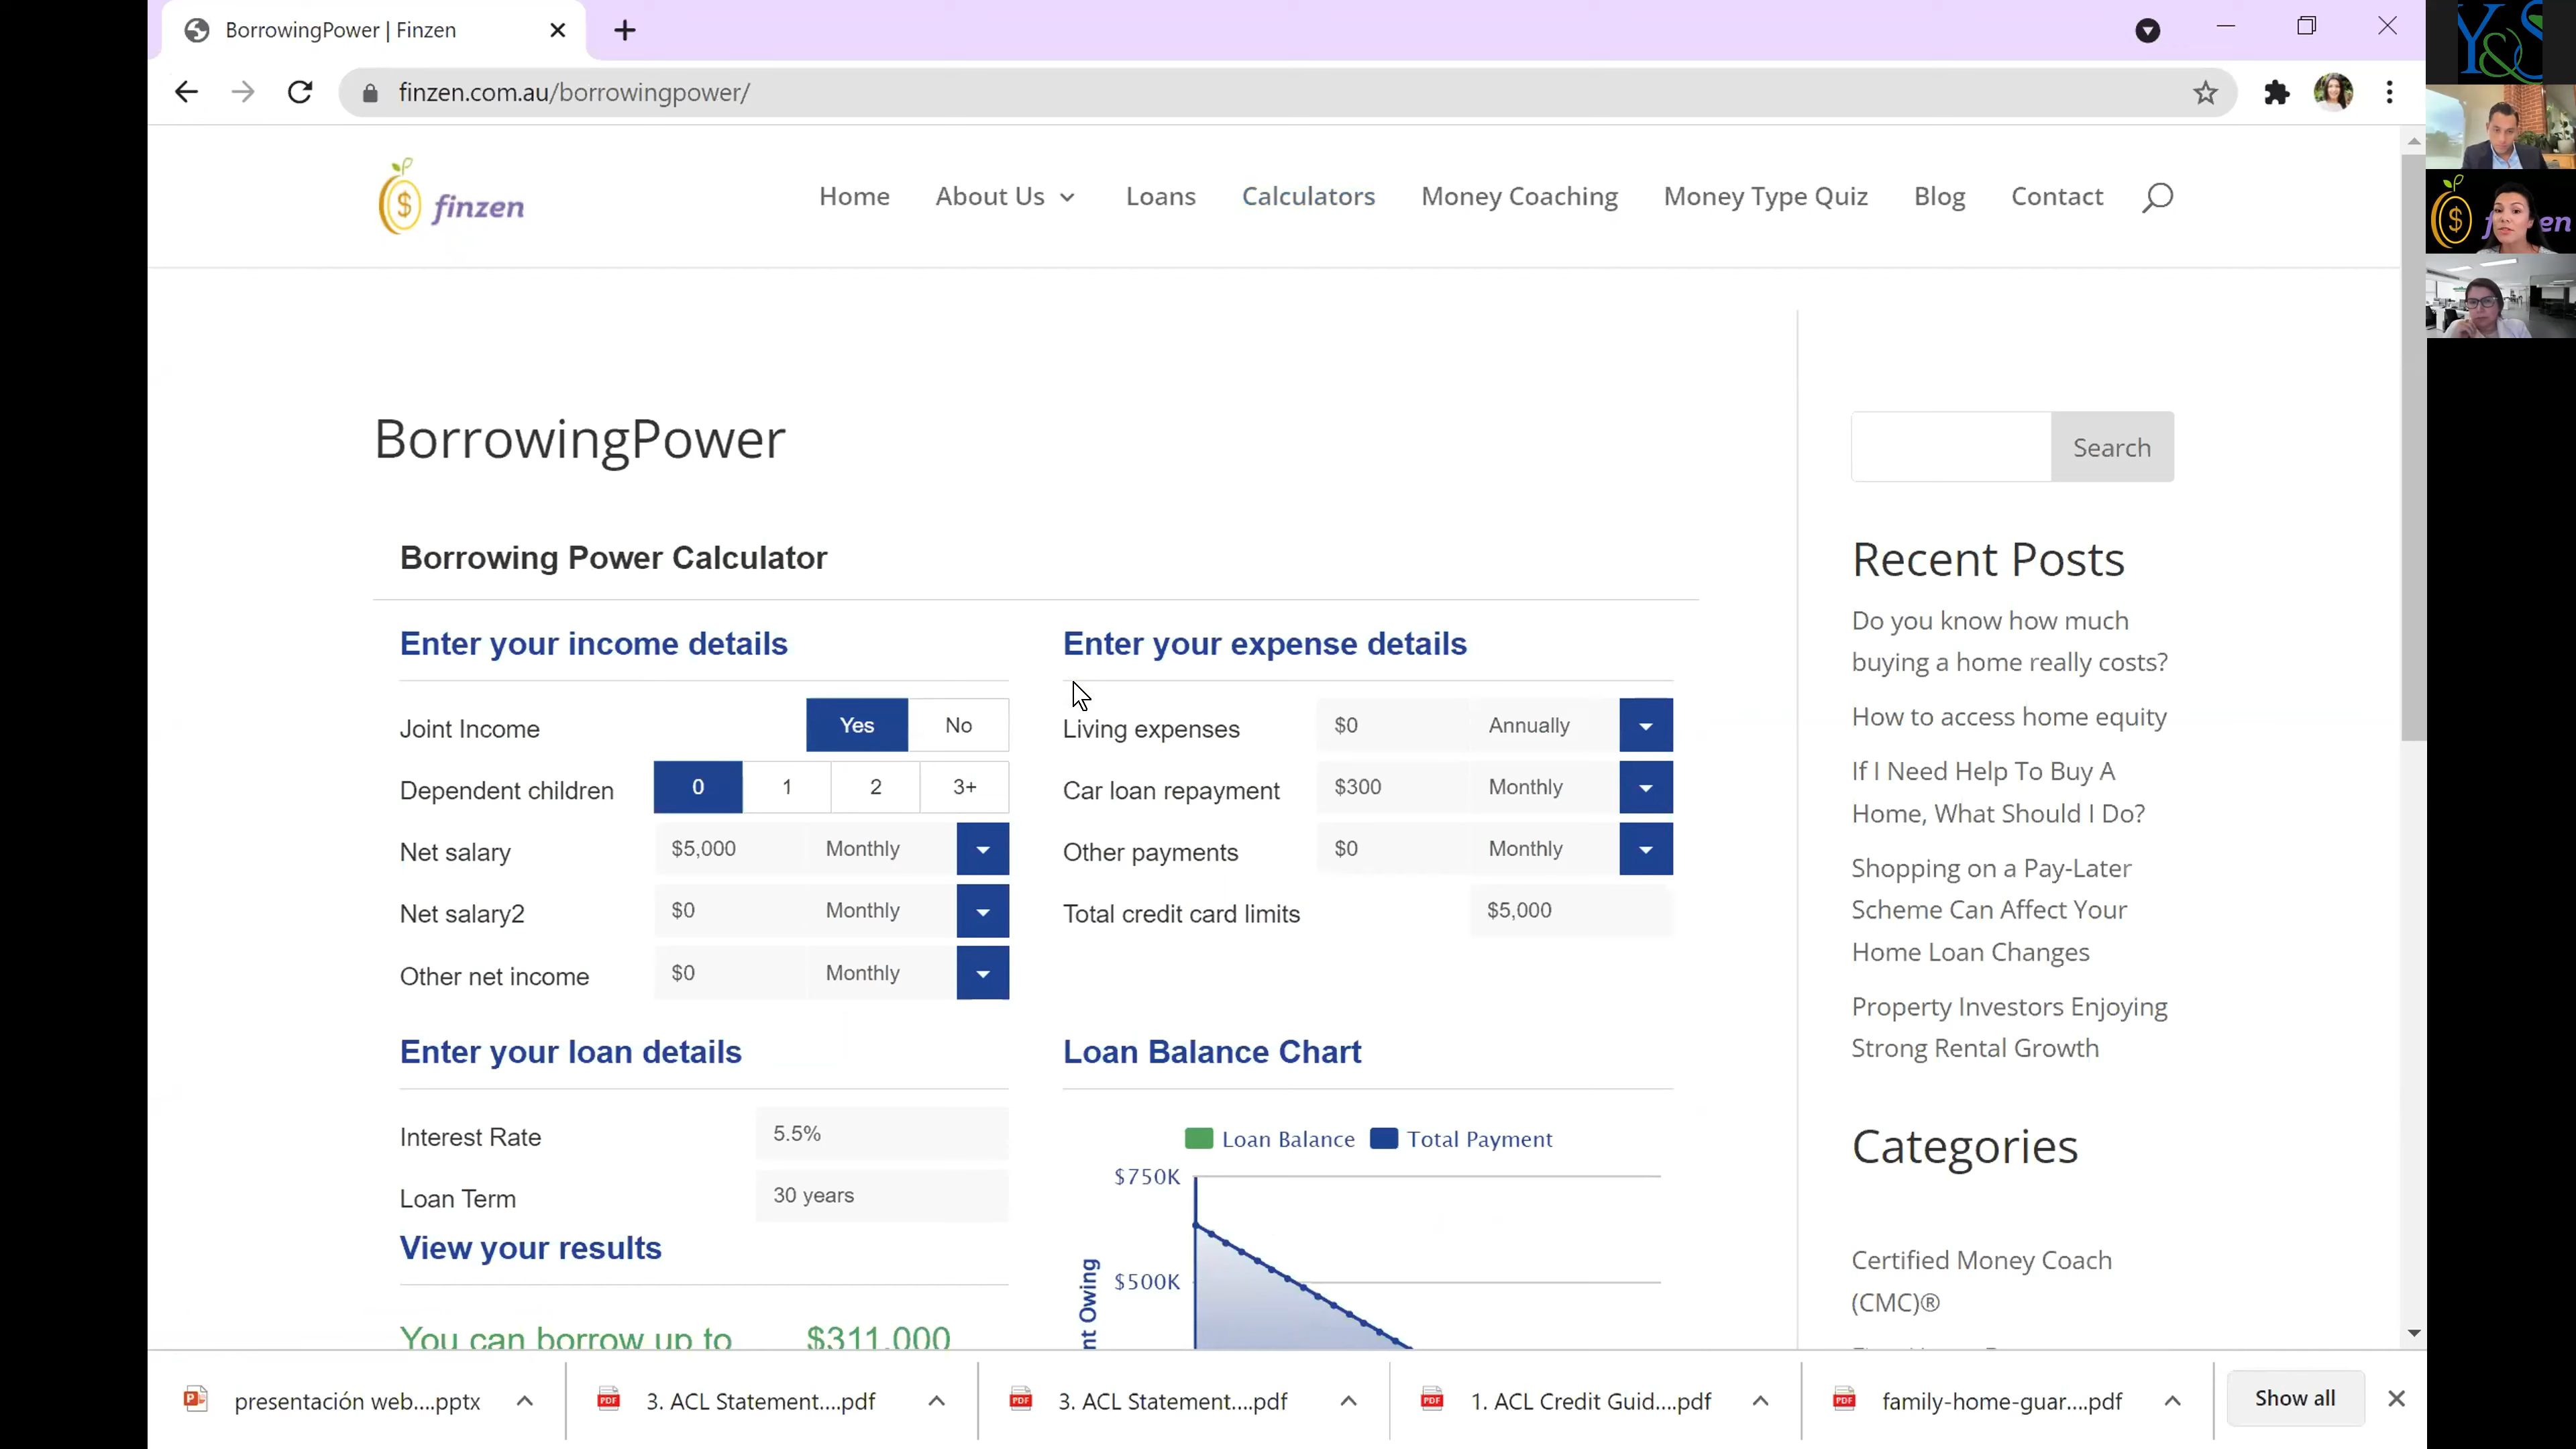 BorrowingPower | Finzen
finzen.com.au/borrowingpower/
finzen
Home
About Us
Loans
Calculators
Money Coaching
Money Type Quiz
Blog
Contact
BorrowingPower
Borrowing Power Calculator
Enter your income details
Joint Income Yes No
Dependent children 0 1 2 3+
Net salary $5,000 Monthly
Net salary2 $0 Monthly
Other net income $0 Monthly
Enter your expense details
Living expenses $0 Annually
Car loan repayment $300 Monthly
Other payments $0 Monthly
Total credit card limits $5,000
Enter your loan details
Interest Rate 5.5%
Loan Term 30 years
View your results
You can borrow up to $311,000
Loan Balance Chart
Loan Balance Total Payment
$750K
$500K
nt Owing
Search
Recent Posts
Do you know how much
buying a home really costs?
How to access home equity
If I Need Help To Buy A
Home, What Should I Do?
Shopping on a Pay-Later
Scheme Can Affect Your
Home Loan Changes
Property Investors Enjoying
Strong Rental Growth
Categories
Certified Money Coach
(CMC)®
presentación web....pptx
3. ACL Statement....pdf
3. ACL Statement....pdf
1. ACL Credit Guid....pdf
family-home-guar....pdf
Show all
Y&S
en